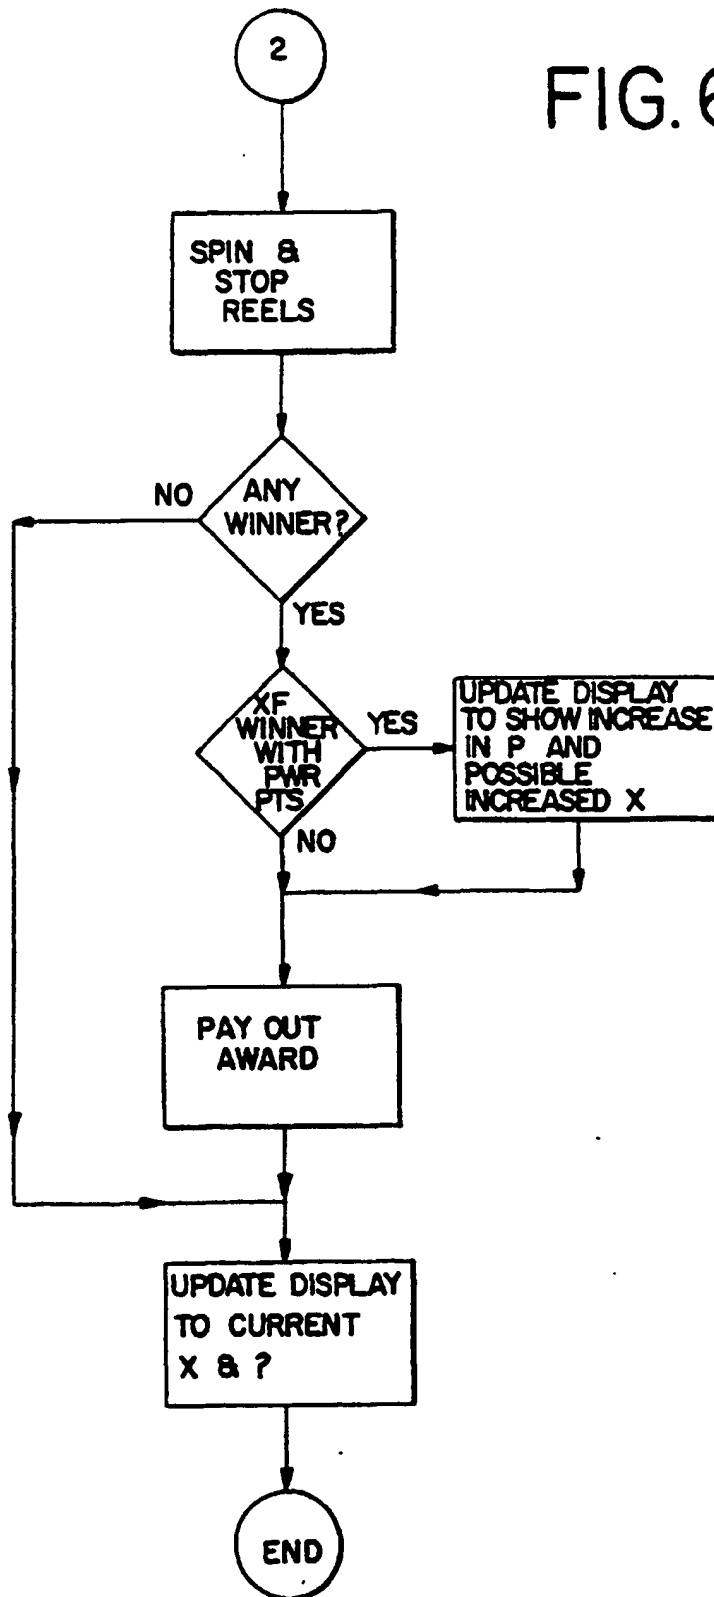 2
FIG. 6
SPIN &
STOP
REELS
NO
ANY
WINNER?
YES
XF
WINNER
WITH
PWR
PTS
YES
UPDATE DISPLAY
TO SHOW INCREASE
IN P AND
POSSIBLE
INCREASED X
NO
PAY OUT
AWARD
UPDATE DISPLAY
TO CURRENT
X & ?
END